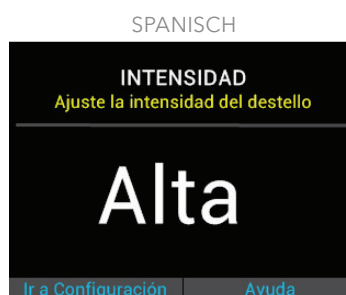 SPANISCH
INTENSIDAD
Ajuste la intensidad del destello
Alta
Ir a Configuración Ayuda